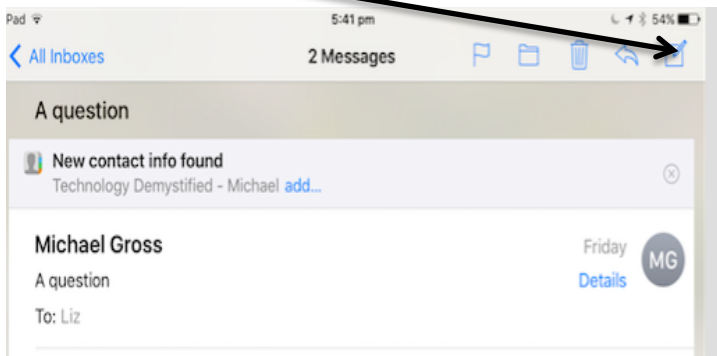 Pad 5:41 pm 54%
All Inboxes 2 Messages
A question
New contact info found
Technology Demystified - Michael add...
Michael Gross Friday
MG
A question Details
To: Liz